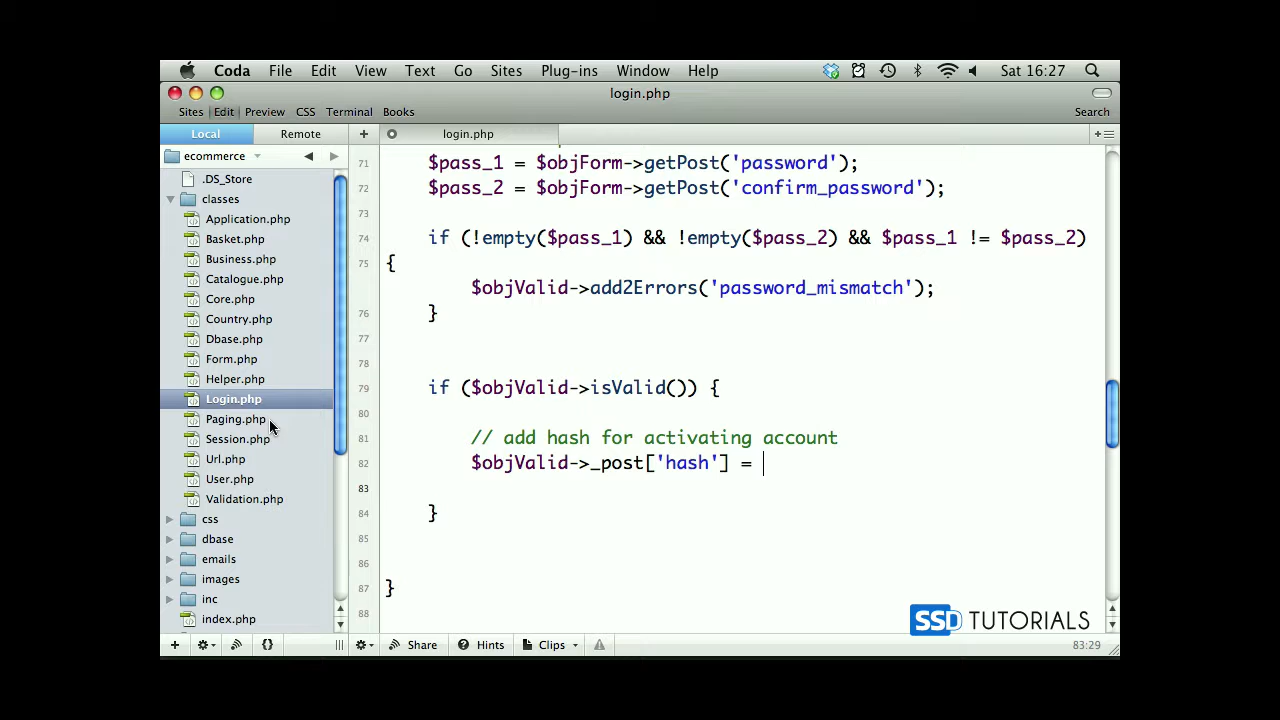 Coda File Edit View Text Go Sites Plug-ins Window Help Sat 16:27
login.php
Sites Edit Preview CSS Terminal Books Search
Local Remote + login.php
ecommerce
.DS_Store
classes
Application.php
Basket.php
Business.php
Catalogue.php
Core.php
Country.php
Dbase.php
Form.php
Helper.php
Login.php
Paging.php
Session.php
Url.php
User.php
Validation.php
css
dbase
emails
images
inc
index.php
71 $pass_1 = $objForm->getPost('password');
72 $pass_2 = $objForm->getPost('confirm_password');
73
74 if (!empty($pass_1) && !empty($pass_2) && $pass_1 != $pass_2)
75 {
$objValid->add2Errors('password_mismatch');
76 }
77
78
79 if ($objValid->isValid()) {
80
81 // add hash for activating account
82 $objValid->_post['hash'] =
83
84 }
85
86
87 }
88
SSD TUTORIALS
Share Hints Clips 83:29